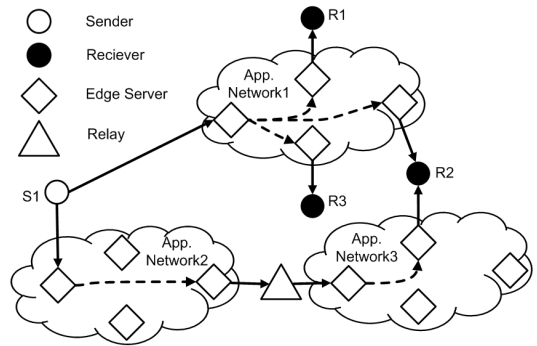 Sender
Reciever
Edge Server
Relay
R1
App.
Network1
S1
R2
R3
App.
Network2
App.
Network3